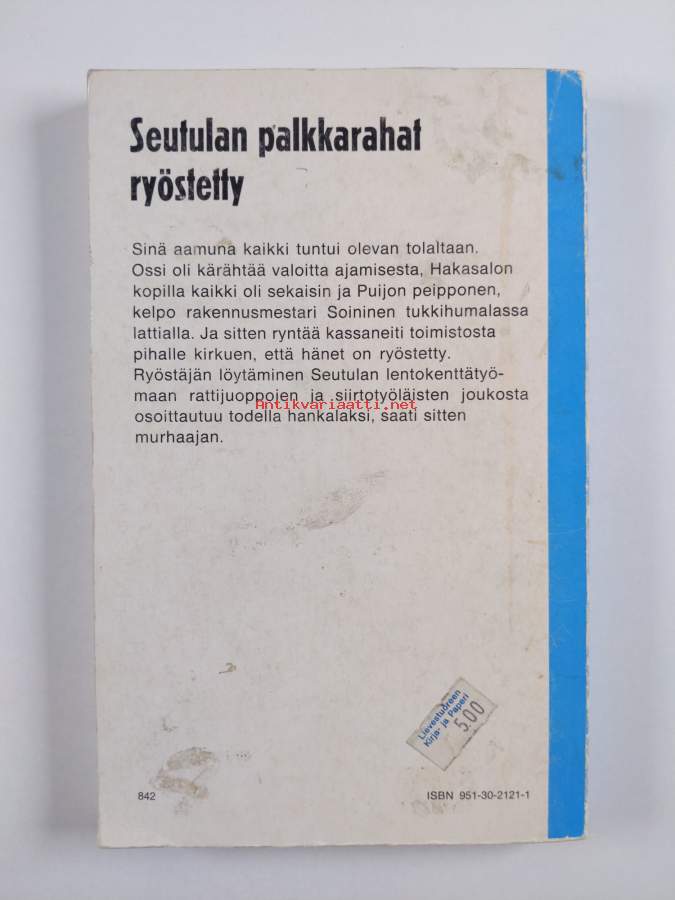 Seutulan palkkarahat
ryöstetty
Sinä aamuna kaikki tuntui olevan tolaltaan.
Ossi oli kärähtää valoitta ajamisesta, Hakasalon
kopilla kaikki oli sekaisin ja Puijon peipponen,
kelpo rakennusmestari Soininen tukkihumalassa
lattialla. Ja sitten ryntää kassaneiti toimistosta
pihalle kirkuen, että hänet on ryöstetty.
Ryöstäjän löytäminen Seutulan lentokenttätyö-
maan rattijuoppojen ja siirtotyöläisten joukosta
Antikvariaatti.net
osoittautuu todella hankalaksi, saati sitten
murhaajan.
Lievestuoreen
Kirja- ja Paperi
5.00
842
ISBN 951-30-2121-1